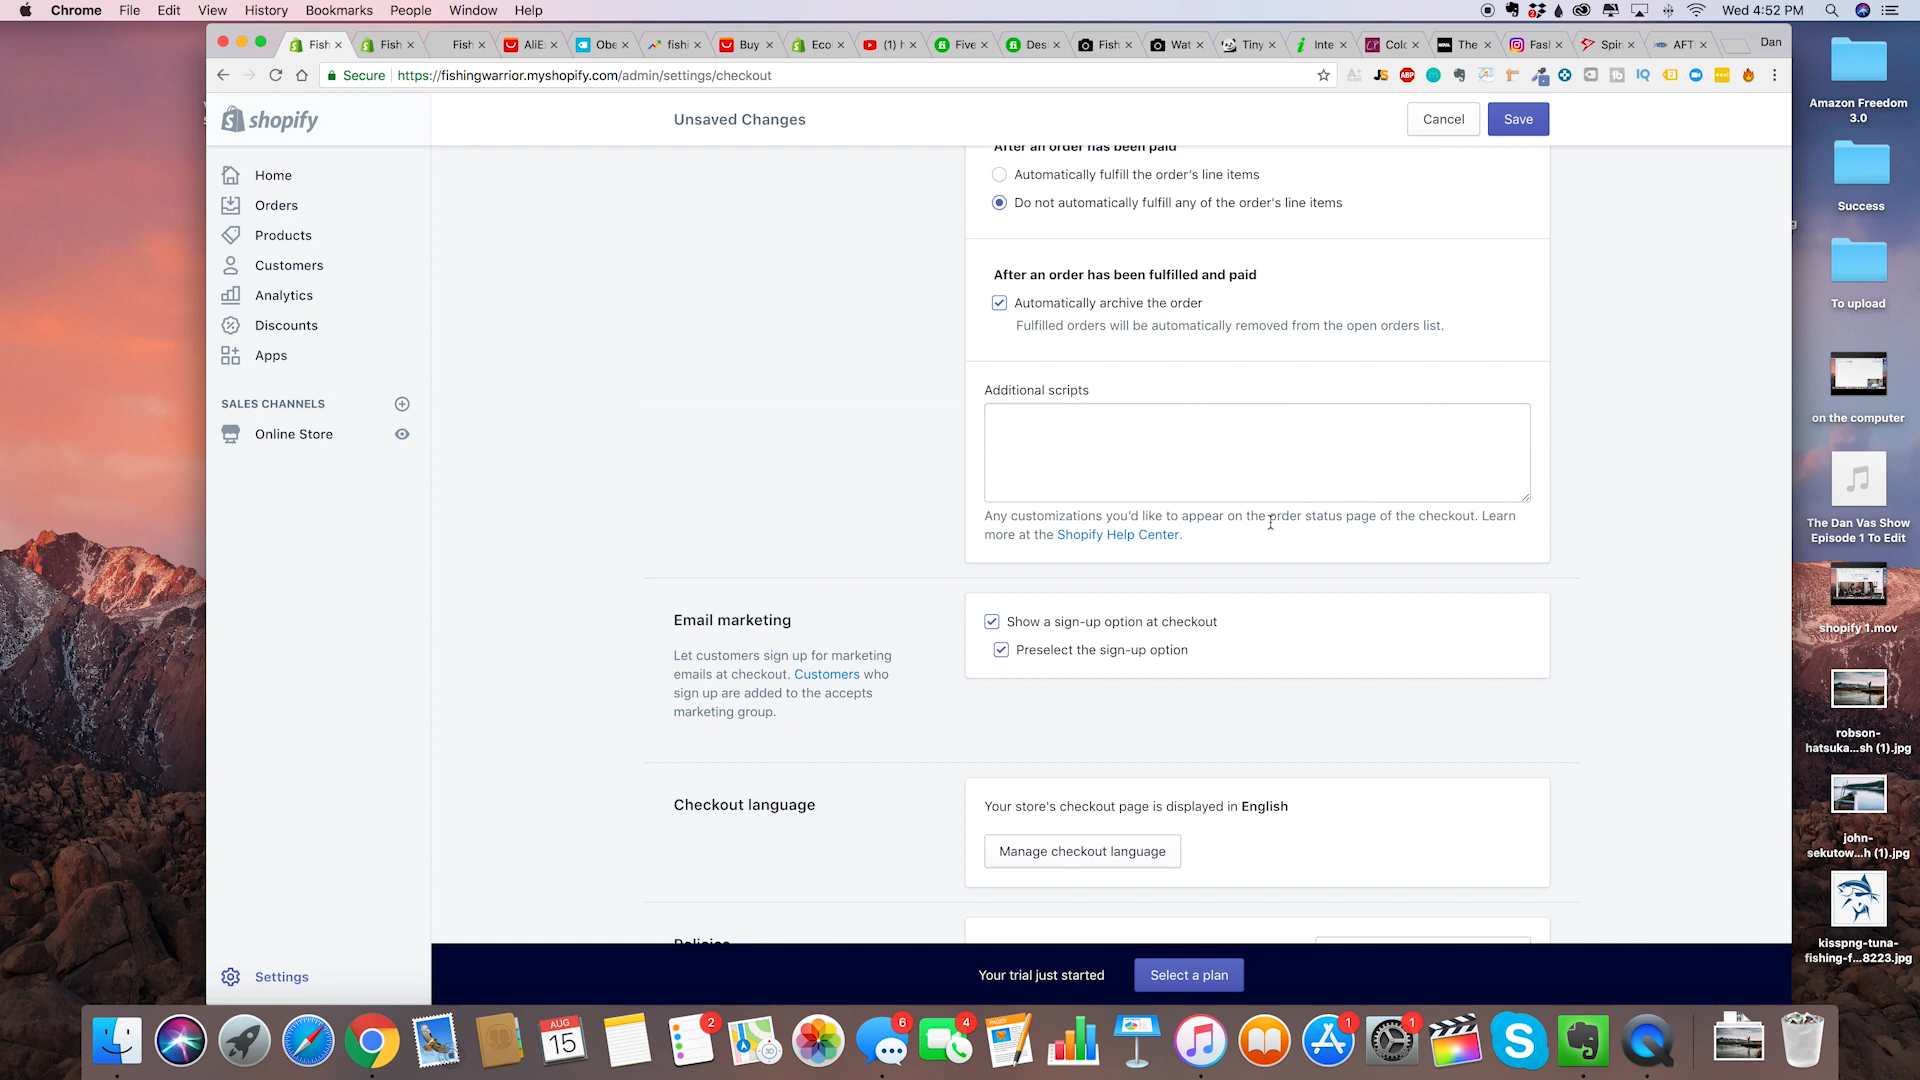 Chrome File Edit View History Bookmarks People Window Help
2
Wed 4:52 PM
Fish
Fish
Fish
AliE
Obe
fishi
Buy
Eco
(1) h
Five
Des
Fish
Wat
Tiny
Inte
Colo
The
Fasl
Spir
AFT
Dan
Secure https://fishingwarrior.myshopify.com/admin/settings/checkout
shopify
Unsaved Changes
Cancel
Save
Home
Orders
Products
Customers
Analytics
Discounts
Apps
SALES CHANNELS
Online Store
Settings
After an order has been paid
Automatically fulfill the order's line items
Do not automatically fulfill any of the order's line items
After an order has been fulfilled and paid
Automatically archive the order
Fulfilled orders will be automatically removed from the open orders list.
Additional scripts
Any customizations you'd like to appear on the order status page of the checkout. Learn
more at the Shopify Help Center.
Email marketing
Let customers sign up for marketing
emails at checkout. Customers who
sign up are added to the accepts
marketing group.
Show a sign-up option at checkout
Preselect the sign-up option
Checkout language
Your store's checkout page is displayed in English
Manage checkout language
Policies
Your trial just started
Select a plan
Amazon Freedom
3.0
Success
To upload
on the computer
The Dan Vas Show
Episode 1 To Edit
shopify 1.mov
robson-
hatsuka...sh (1).jpg
john-
sekutow...h (1).jpg
kisspng-tuna-
fishing-f...8223.jpg
AUG
15
2
6
4
PAGES
1
1